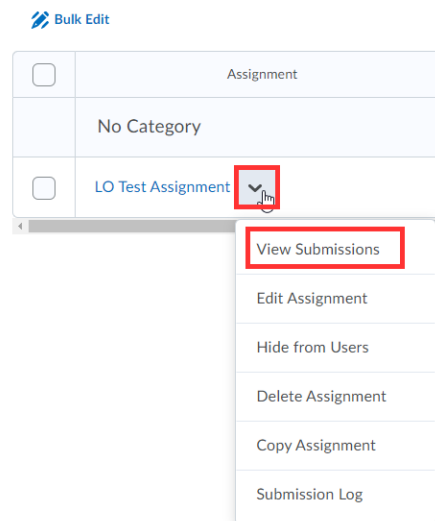 Bulk Edit
Assignment
No Category
LO Test Assignment
View Submissions
Edit Assignment
Hide from Users
Delete Assignment
Copy Assignment
Submission Log